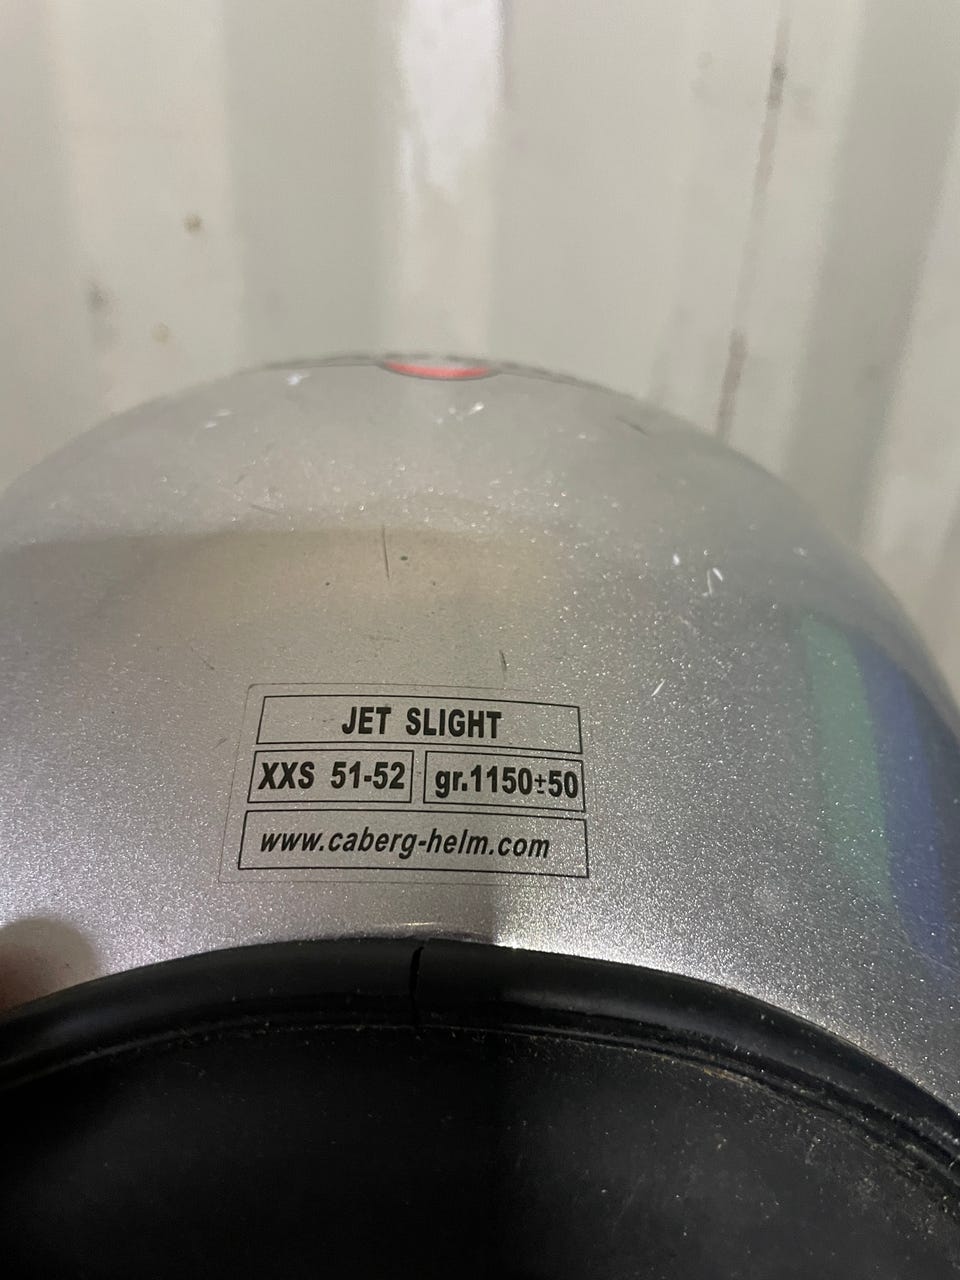 JET SLIGHT
XXS 51-52 gr.1150±50
www.caberg-helm.com